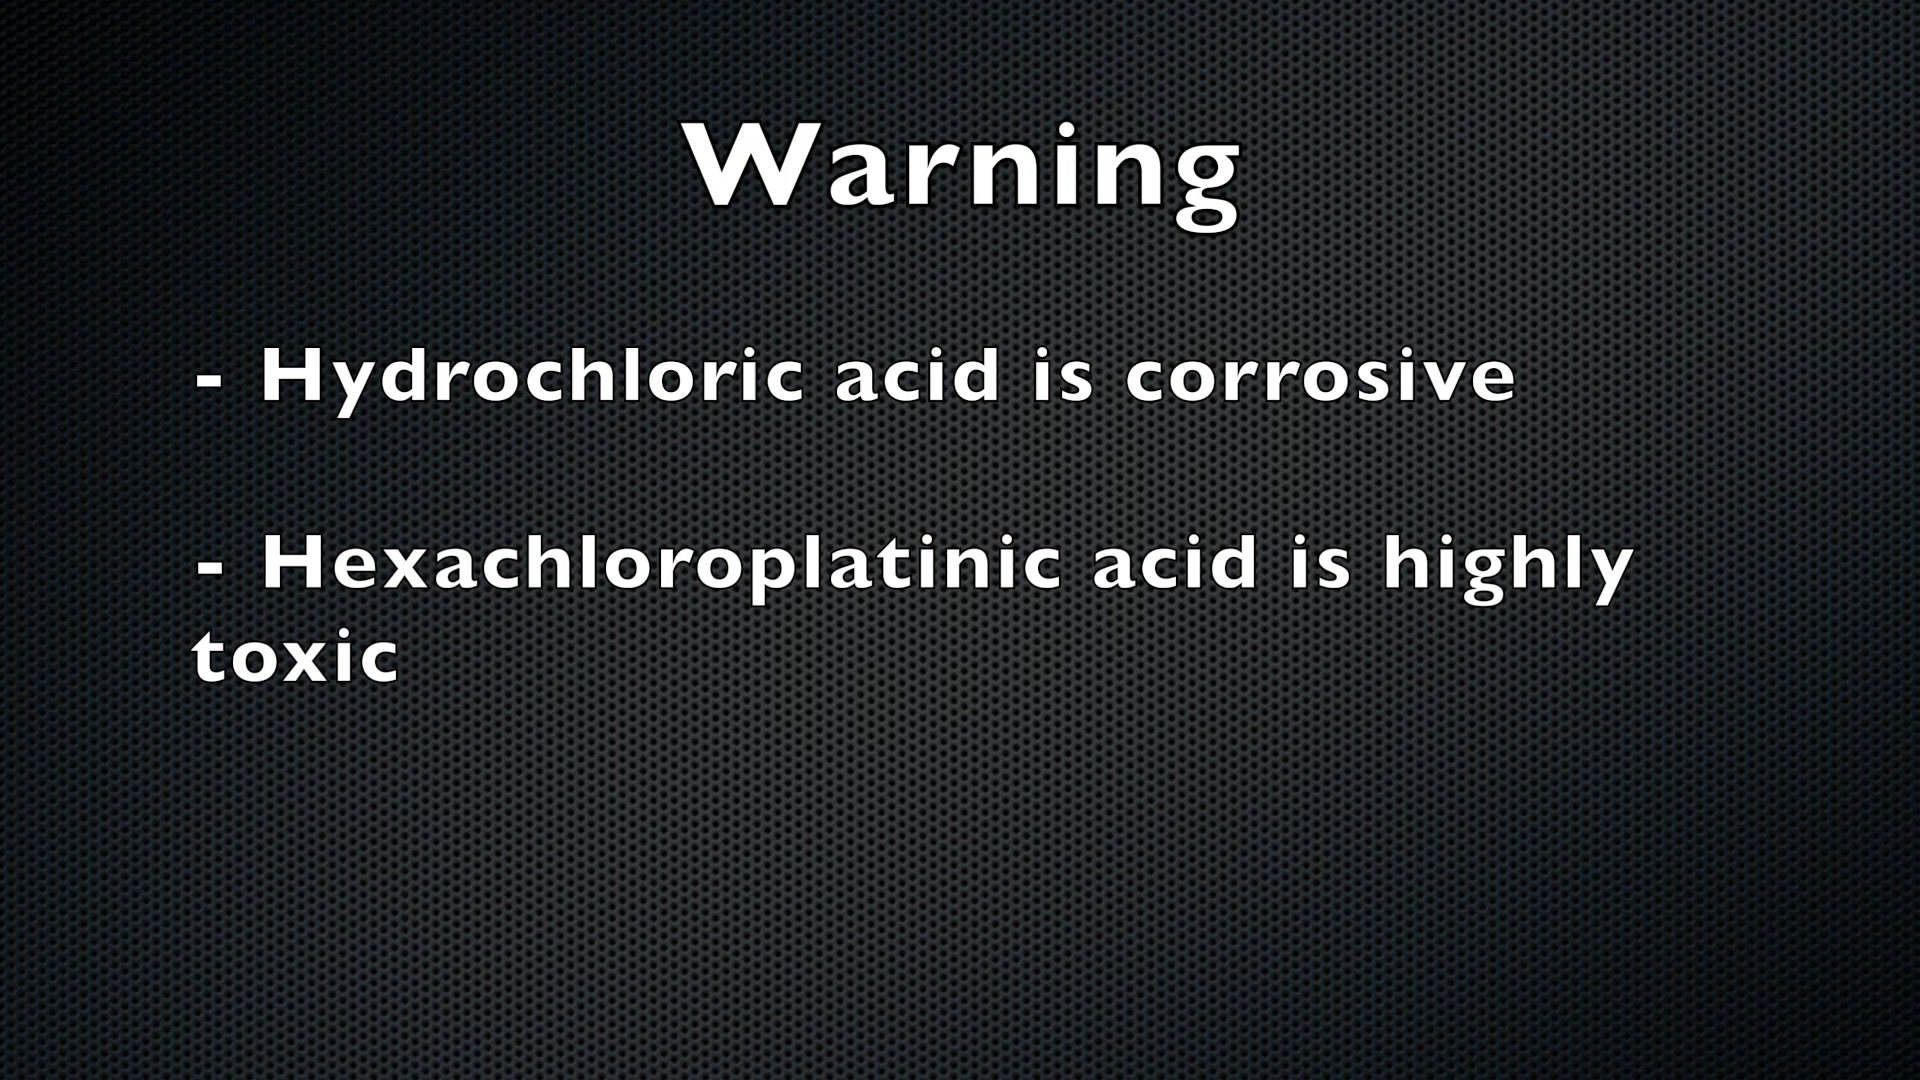 Warning
- Hydrochloric acid is corrosive
- Hexachloroplatinic acid is highly
toxic